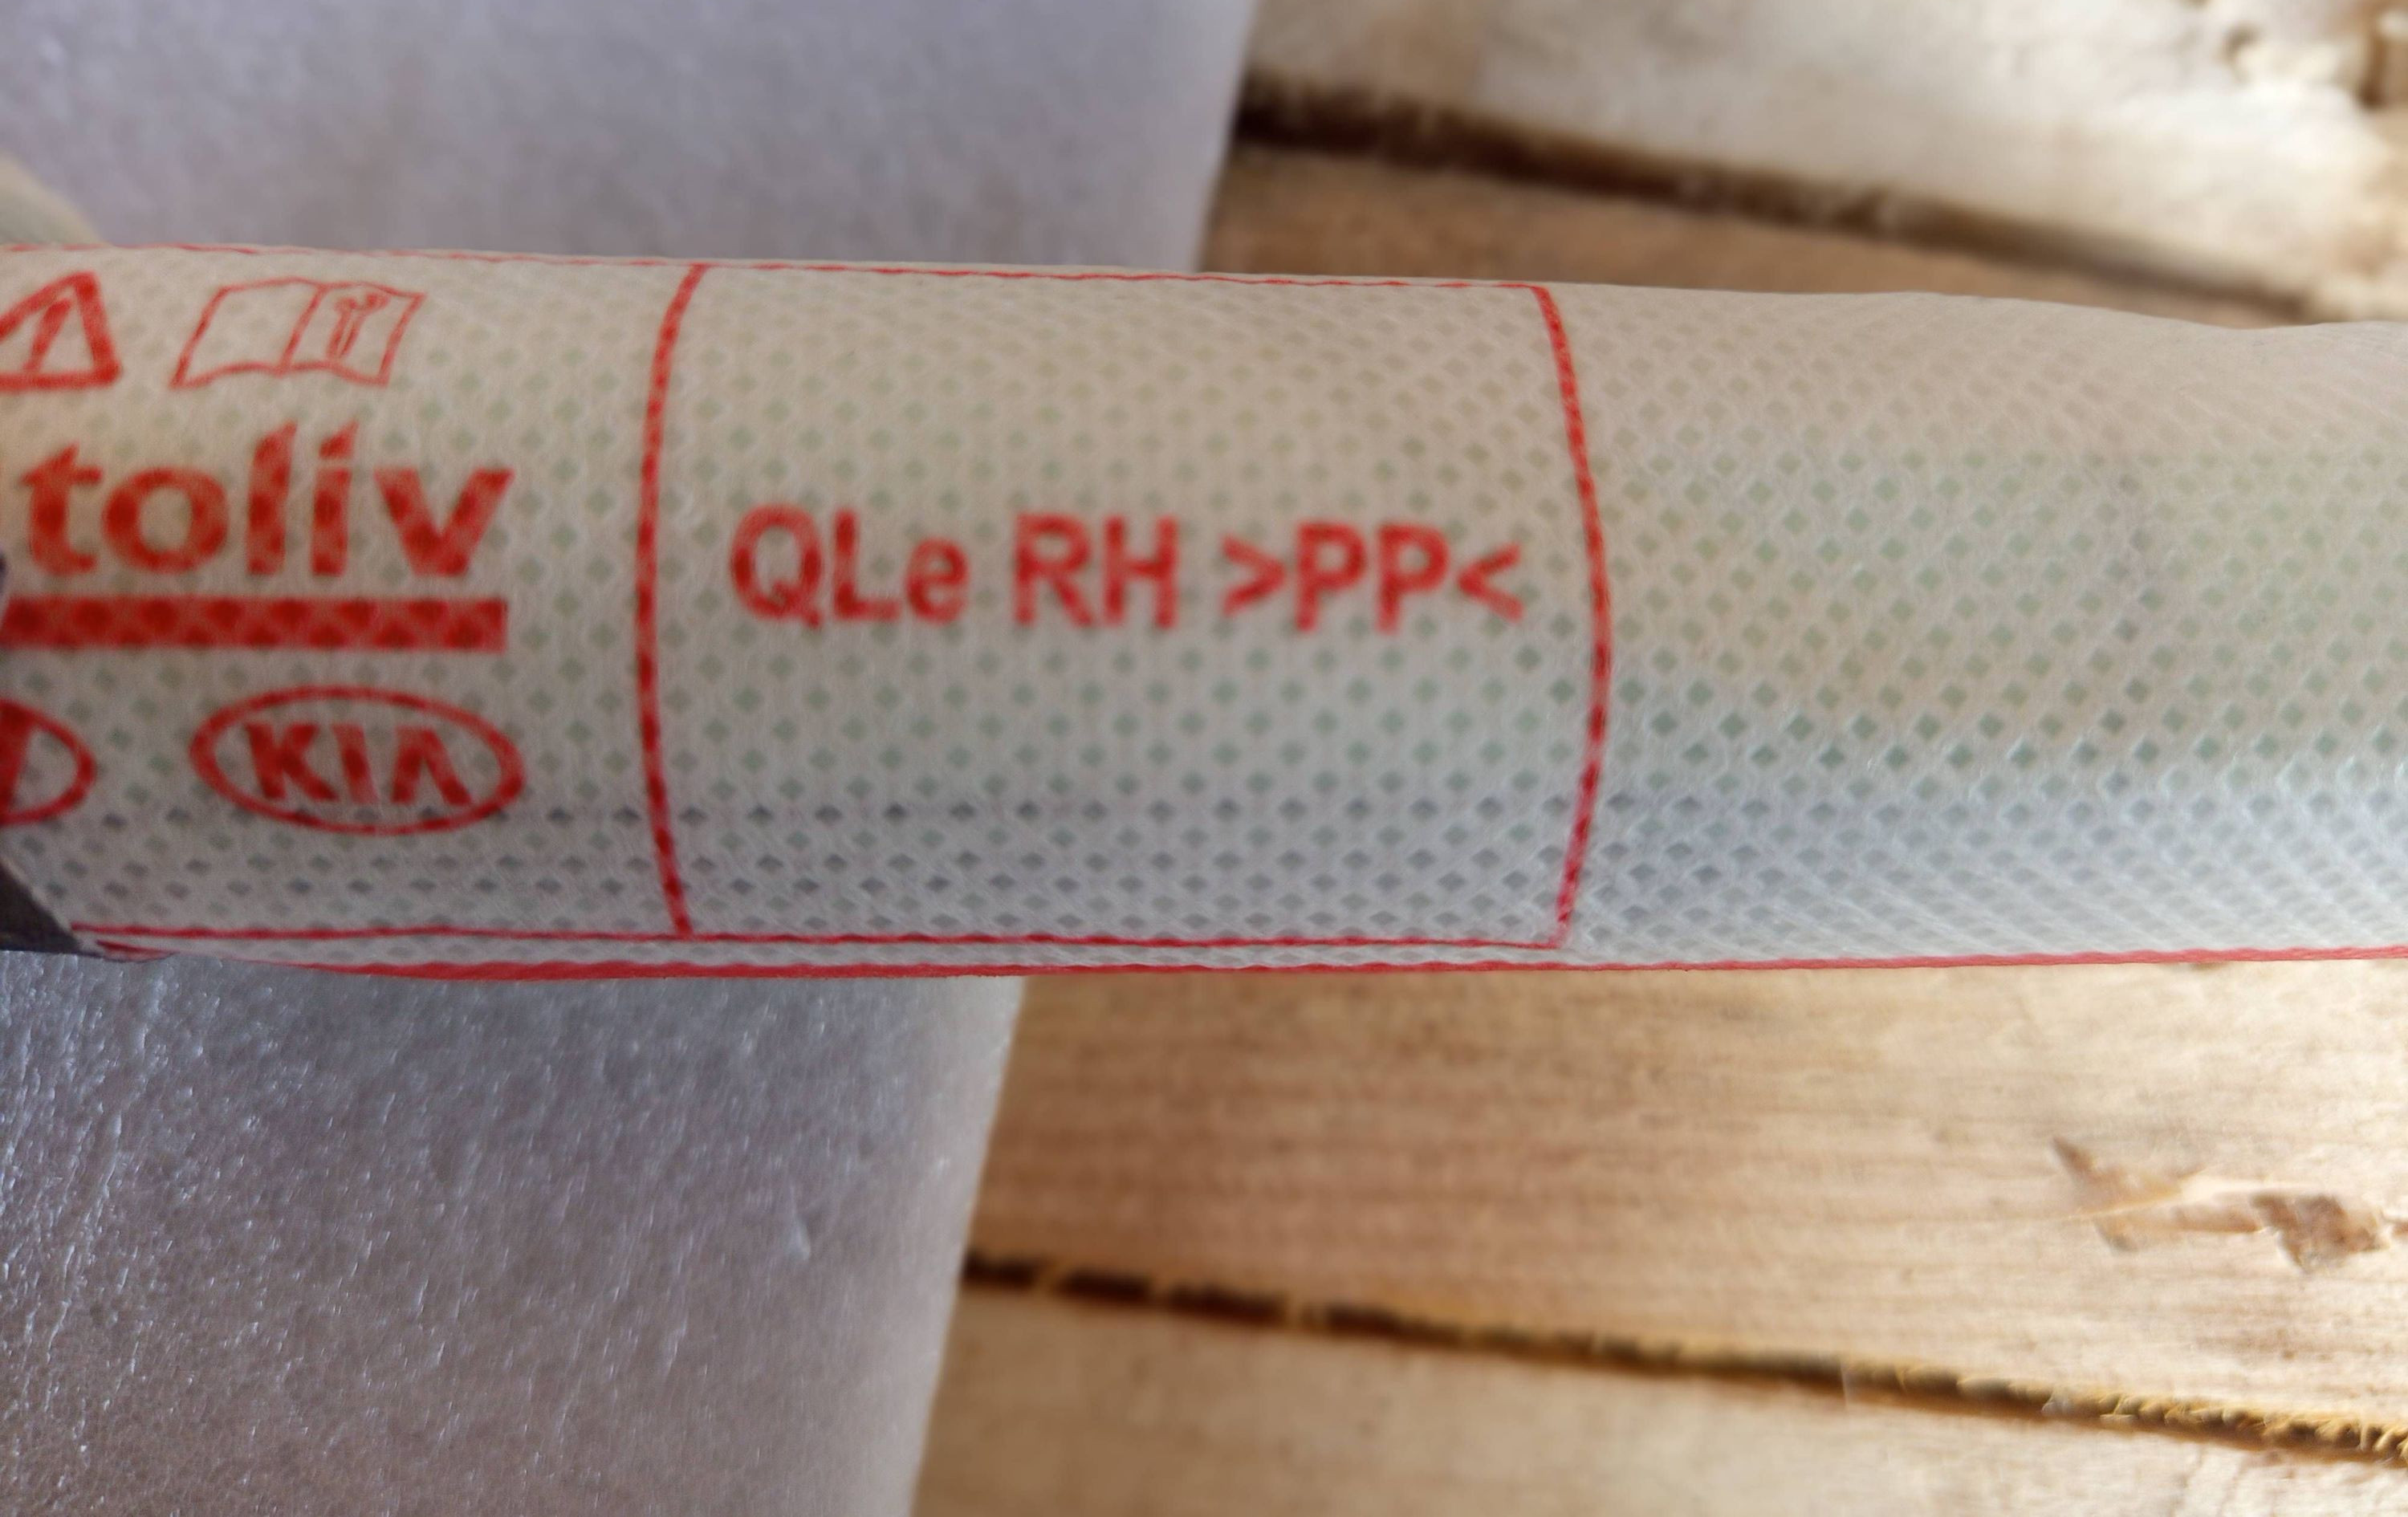 toliv
QLe RH >PP<
KIA